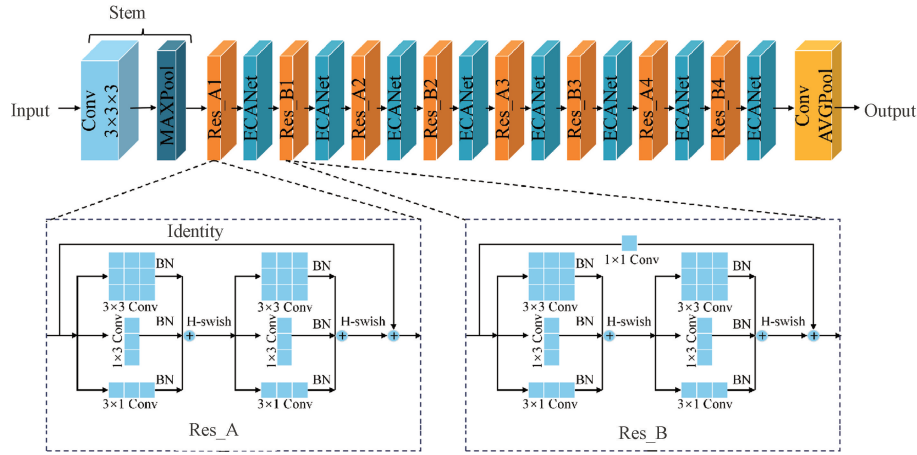 Stem
Input
Conv
3×3×3
MAXPool
Res_A1
ECANet
Res_B1
ECANet
Res_A2
ECANet
Res_B2
ECANet
Res_A3
ECANet
Res_B3
ECANet
Res_A4
ECANet
Res_B4
ECANet
Conv
AVGPool
Output
Identity
BN
3×3 Conv
1×3 Conv
BN
H-swish
BN
3×1 Conv
BN
3×3 Conv
1×3 Conv
BN
H-swish
BN
3×1 Conv
Res_A
1×1 Conv
BN
3×3 Conv
1×3 Conv
BN
H-swish
BN
3×1 Conv
BN
3×3 Conv
1×3 Conv
BN
H-swish
BN
3×1 Conv
Res_B